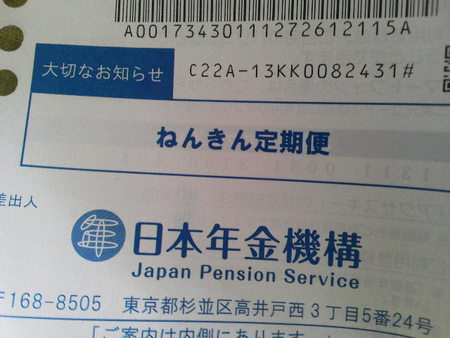 A0017343011127261 2115A
大切なお知らせ
C22A-13KK0082431#
ねんきん定期便
差出人
日本年金機構
Japan Pension Service
〒168-8505 東京都杉並区高井戸西3丁目5番24号
「ご案内は内側にあります。」